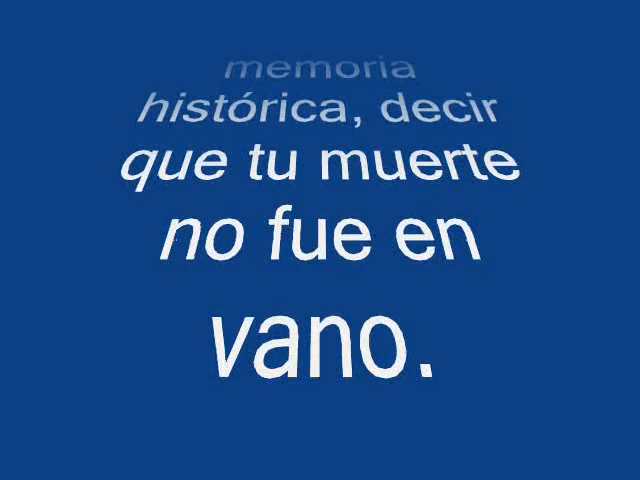 memoria
histórica, decir
que tu muerte
no fue en
vano.